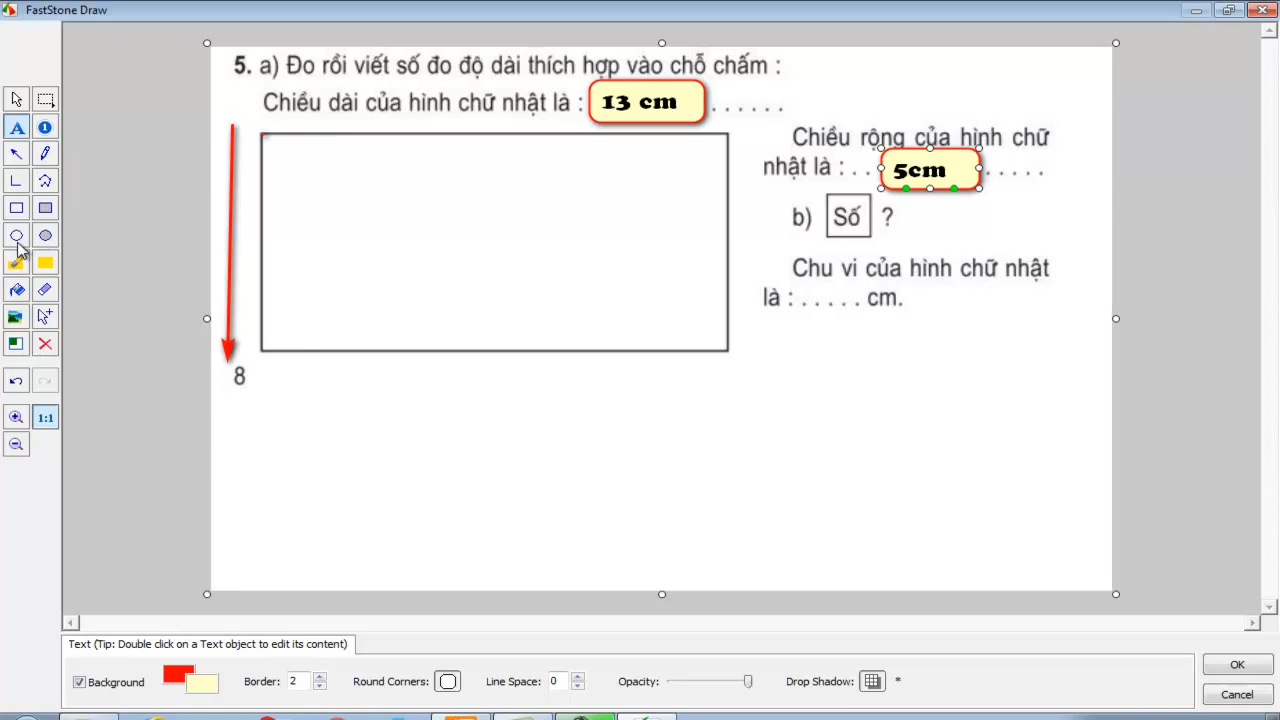 FastStone Draw
5. a) Đo rồi viết số đo độ dài thích hợp vào chỗ chấm :
Chiều dài của hình chữ nhật là : 13 cm . . . . . .
Chiều rộng của hình chữ
nhật là : . . 5cm . . . . .
b) Số ?
Chu vi của hình chữ nhật
là : . . . . . cm.
8
A
1
1:1
Text (Tip: Double click on a Text object to edit its content)
Background Border: 2 Round Corners: Line Space: 0 Opacity: Drop Shadow: *
OK
Cancel